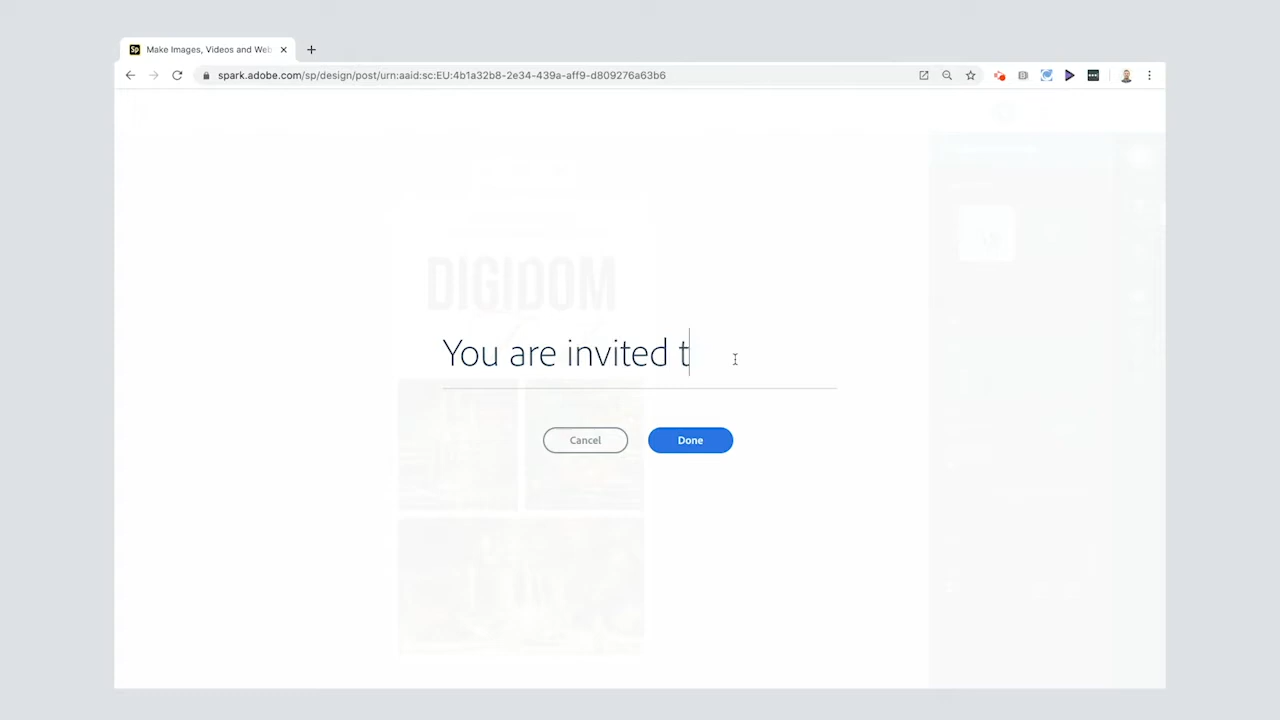 Sp Make Images, Videos and Web
spark.adobe.com/sp/design/post/urn:aaid:sc:EU:4b1a32b8-2e34-439a-aff9-d809276a63b6
DIGIDOM
You are invited t
Cancel Done